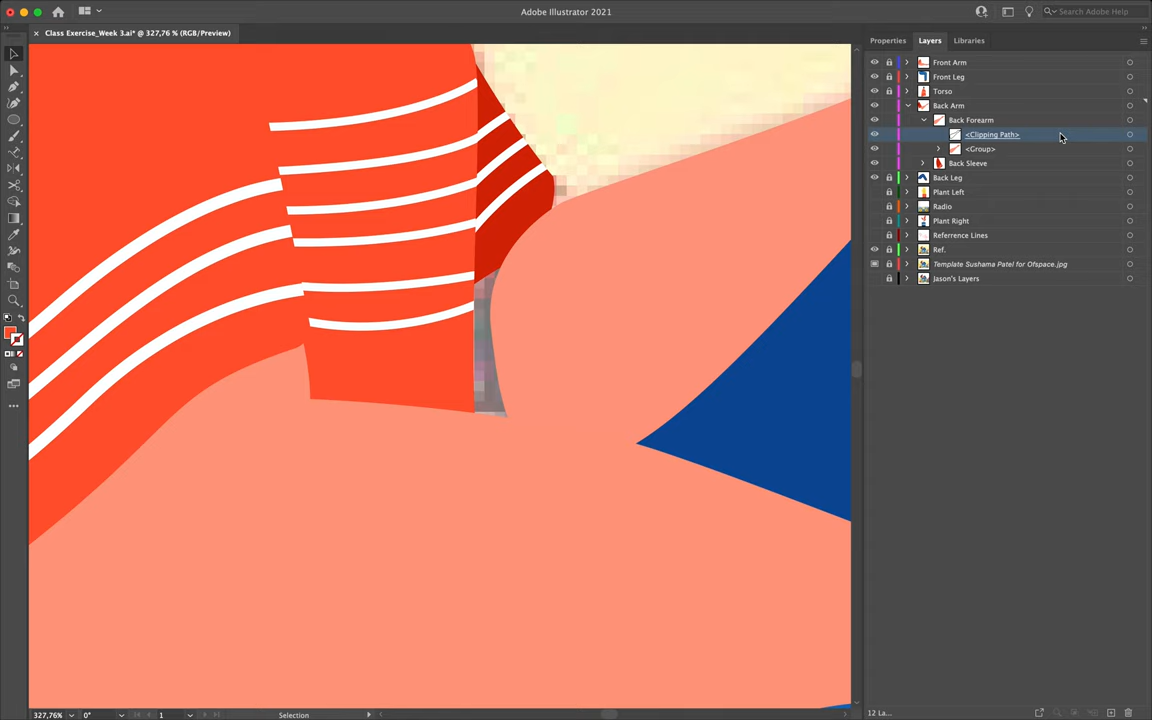 Adobe Illustrator 2021
Search Adobe Help
Class Exercise_Week 3.ai* @ 327,76 % (RGB/Preview)
Properties
Layers
Libraries
Front Arm
Front Leg
Torso
Back Arm
Back Forearm
<Clipping Path>
<Group>
Back Sleeve
Back Leg
Plant Left
Radio
Plant Right
Referrence Lines
Ref.
Template Sushama Patel for Ofspace.jpg
Jason's Layers
327,76%
0°
1
Selection
12 La...